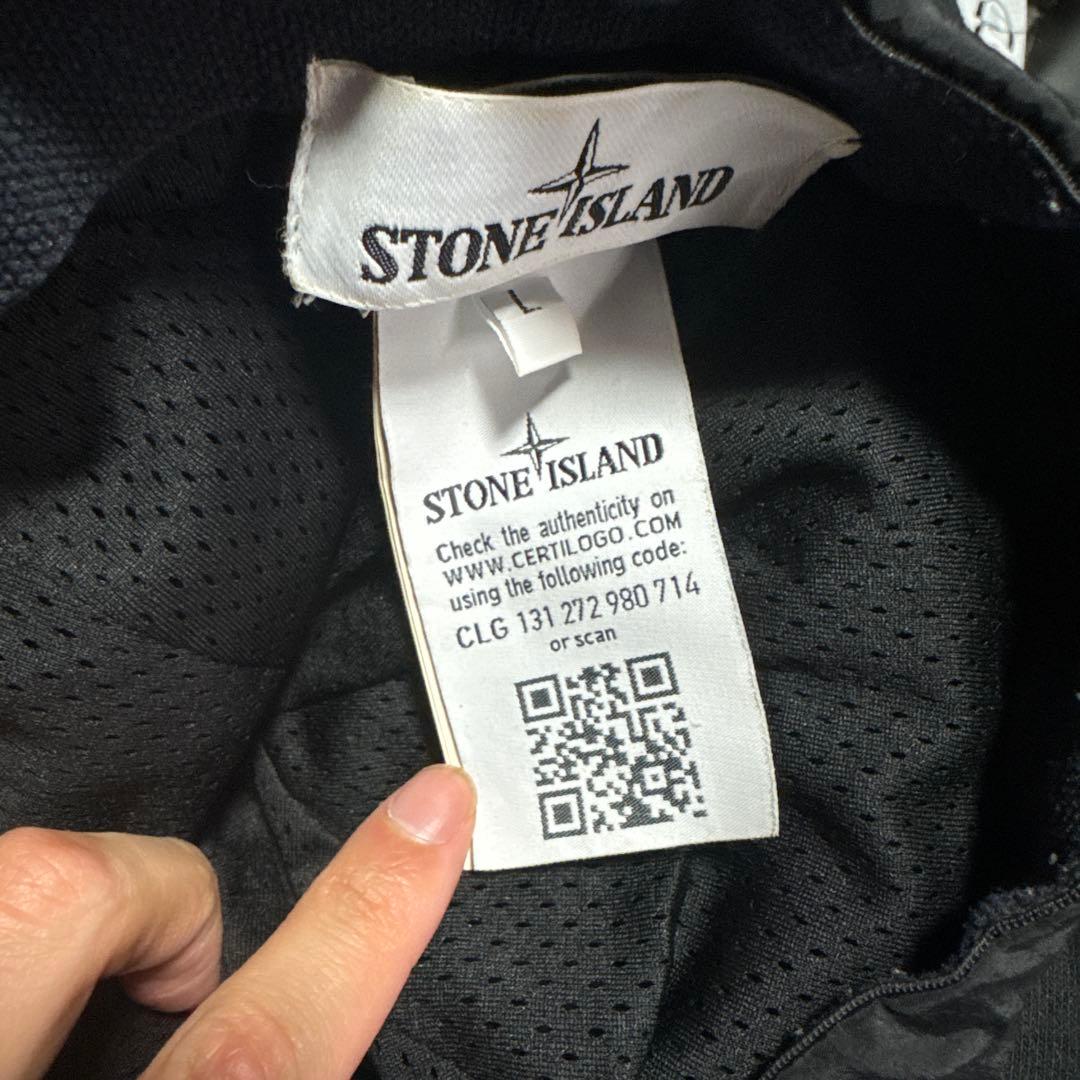 STONE ISLAND
L
STONE ISLAND
Check the authenticity on
WWW.CERTILOGO.COM
using the following code:
CLG 131 272 980 714
or scan